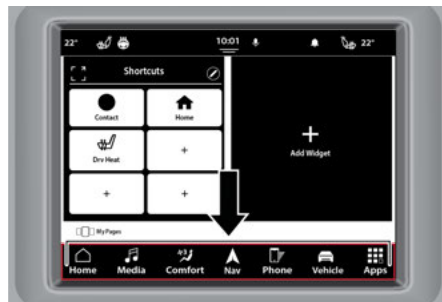 22° 10:01 22°
Shortcuts
Contact Home
Drv Heat +
+ +
+
Add Widget
My Pages
Home Media Comfort Nav Phone Vehicle Apps